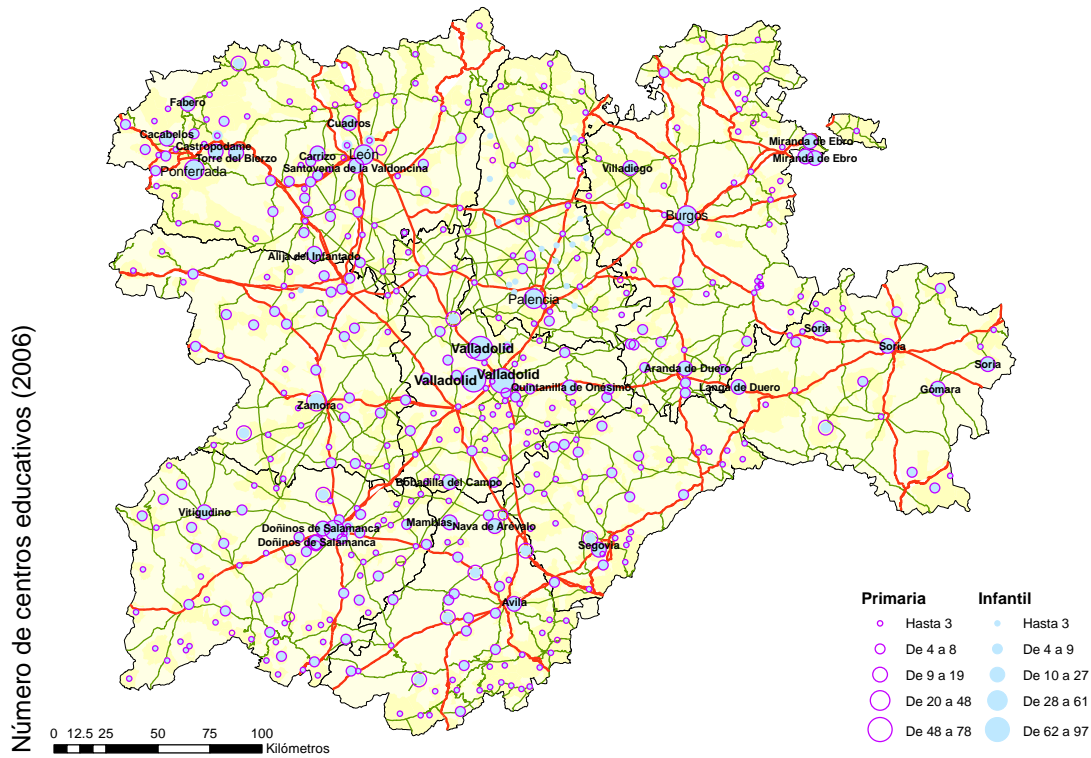 Número de centros educativos (2006)
Fabero
Cacabelos
Cuadros
Castropodame
Torre del Bierzo
Carrizo
León
Ponferrada
Santovenia de la Valdoncina
Miranda de Ebro
Miranda de Ebro
Villadiego
Burgos
Alija del Infantado
Palencia
Soria
Soria
Soria
Valladolid
Valladolid
Valladolid
Quintanilla de Onésimo
Aranda de Duero
Langa de Duero
Gómara
Zamora
Bobadilla del Campo
Vitigudino
Mamblas
Nava de Arévalo
Doñinos de Salamanca
Doñinos de Salamanca
Segovia
Avila
Primaria
Hasta 3
De 4 a 8
De 9 a 19
De 20 a 48
De 48 a 78
Infantil
Hasta 3
De 4 a 9
De 10 a 27
De 28 a 61
De 62 a 97
0 12.5 25 50 75 100
Kilómetros